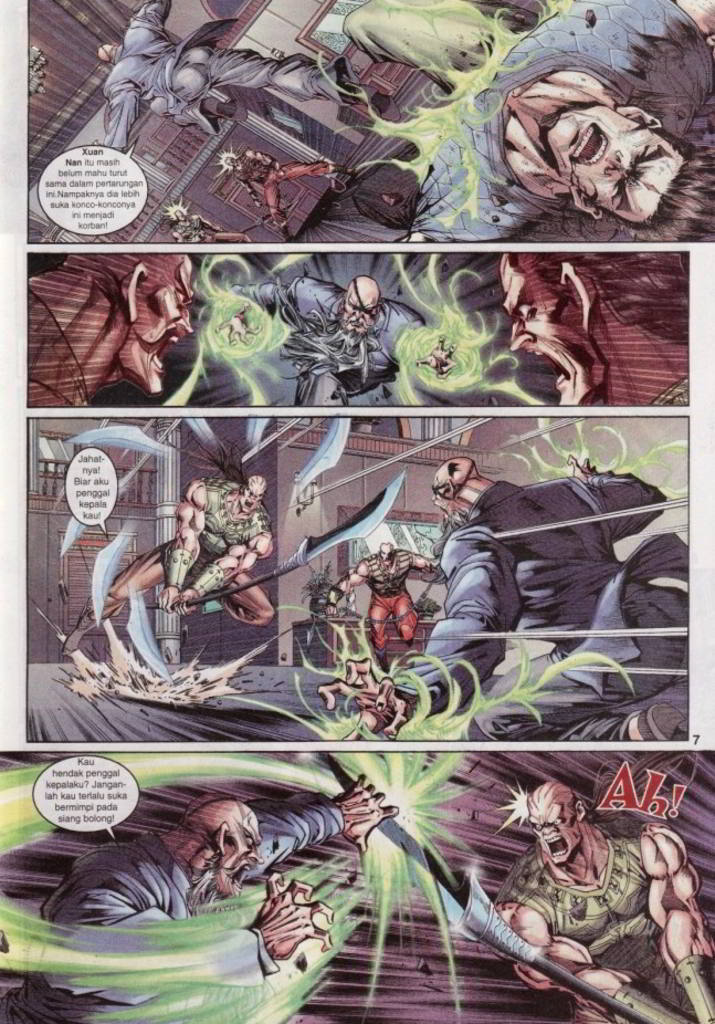 Xuan
Nan itu masih
belum mahu turut
sama dalam pertarungan
ini.Nampaknya dia lebih
suka konco-konconya
ini menjadi
korban!
Jahat-
nya!
Biar aku
penggal
kepala
kau!
7
Kau
hendak penggal
kepalaku? Jangan-
lah kau terlalu suka
bermimpi pada
siang bolong!
Ah!